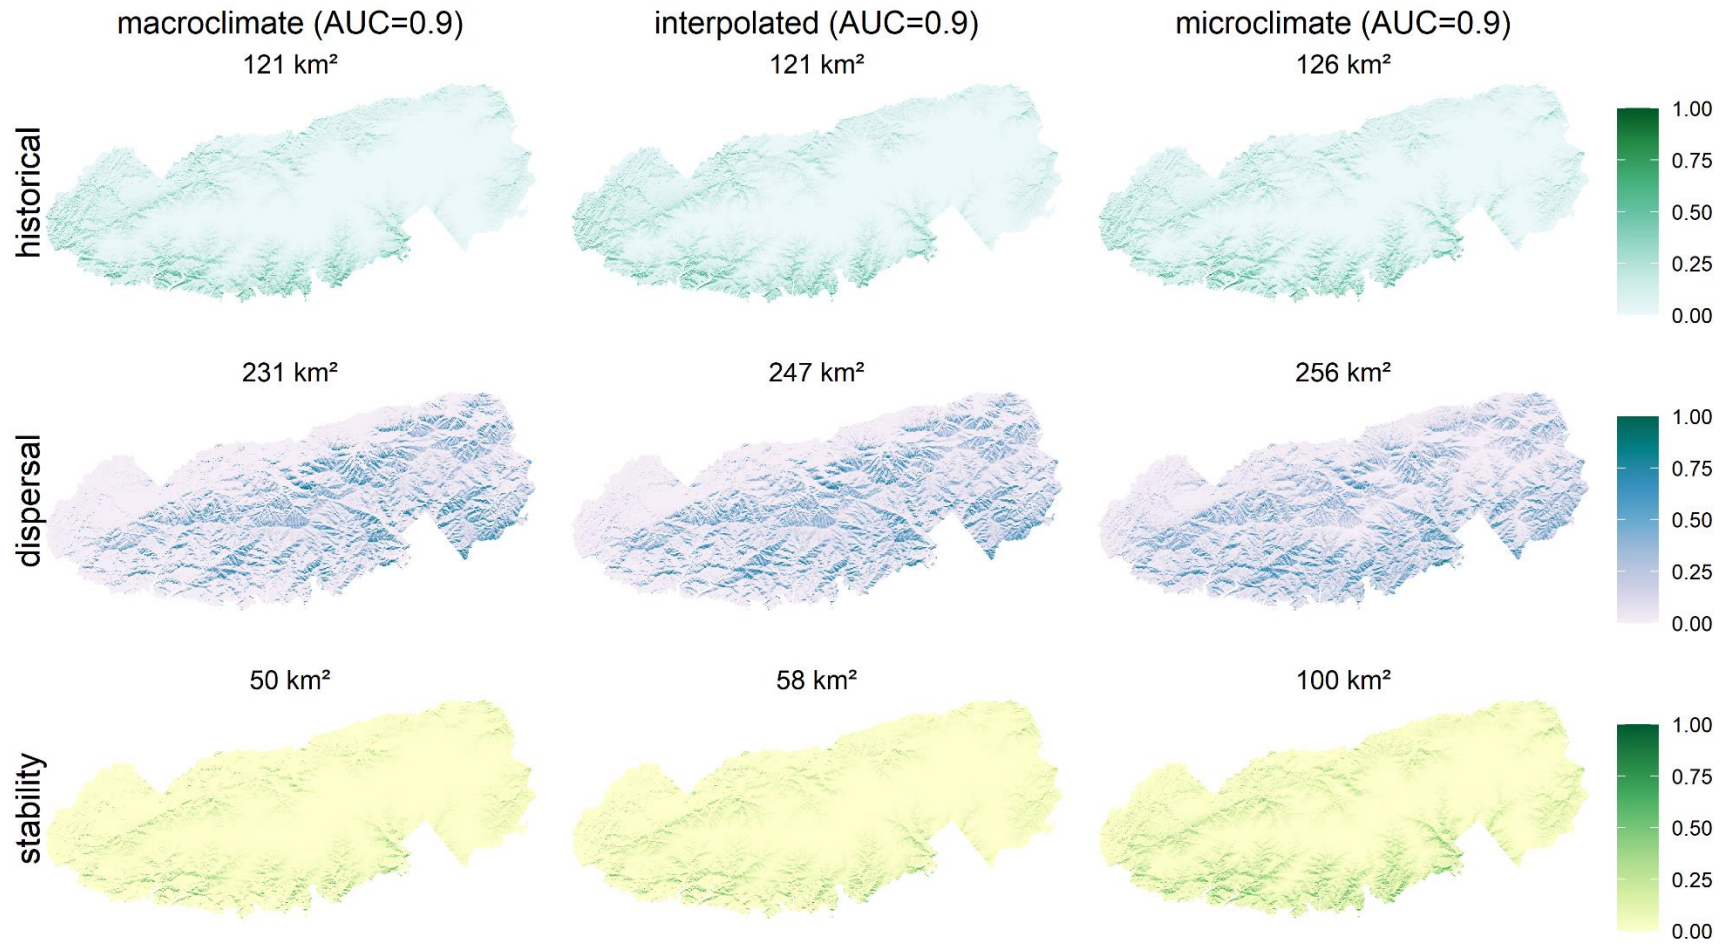 macroclimate (AUC=0.9)
interpolated (AUC=0.9)
microclimate (AUC=0.9)
121 km²
121 km²
126 km²
historical
1.00
0.75
0.50
0.25
0.00
231 km²
247 km²
256 km²
dispersal
1.00
0.75
0.50
0.25
0.00
50 km²
58 km²
100 km²
stability
1.00
0.75
0.50
0.25
0.00